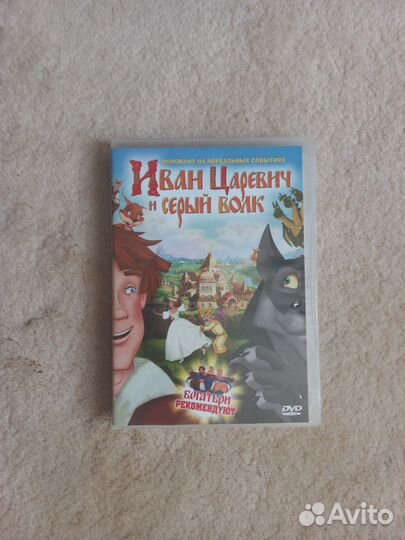 ОСНОВАНО НА НЕРЕАЛЬНЫХ СОБЫТИЯХ
Иван Царевич
и серый волк
БОГАТЫРИ
РЕКОМЕНДУЮТ
DVD
Avito